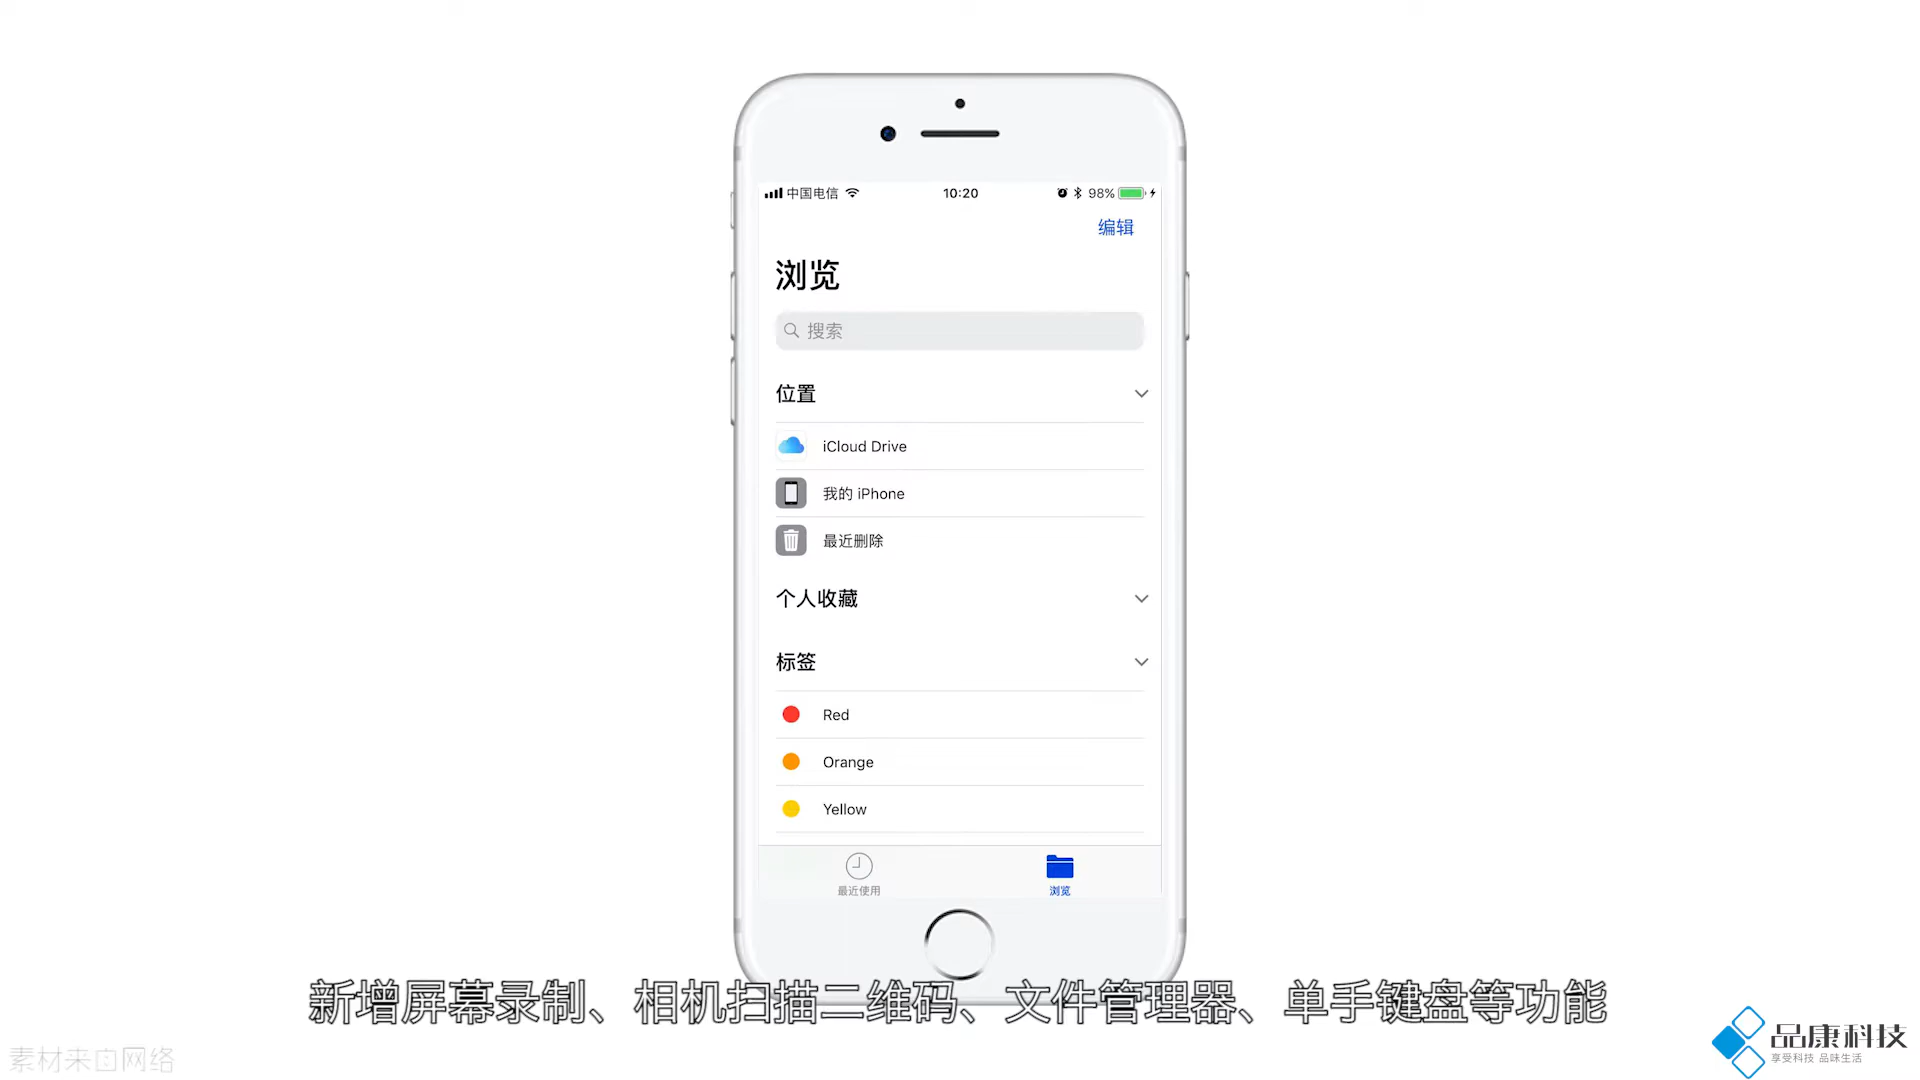 中国电信 10:20 98%
编辑
浏览
搜索
位置
iCloud Drive
我的 iPhone
最近删除
个人收藏
标签
Red
Orange
Yellow
最近使用 浏览
新增屏幕录制、相机扫描二维码、文件管理器、单手键盘等功能
品康科技
享受科技 品味生活
素材来自网络